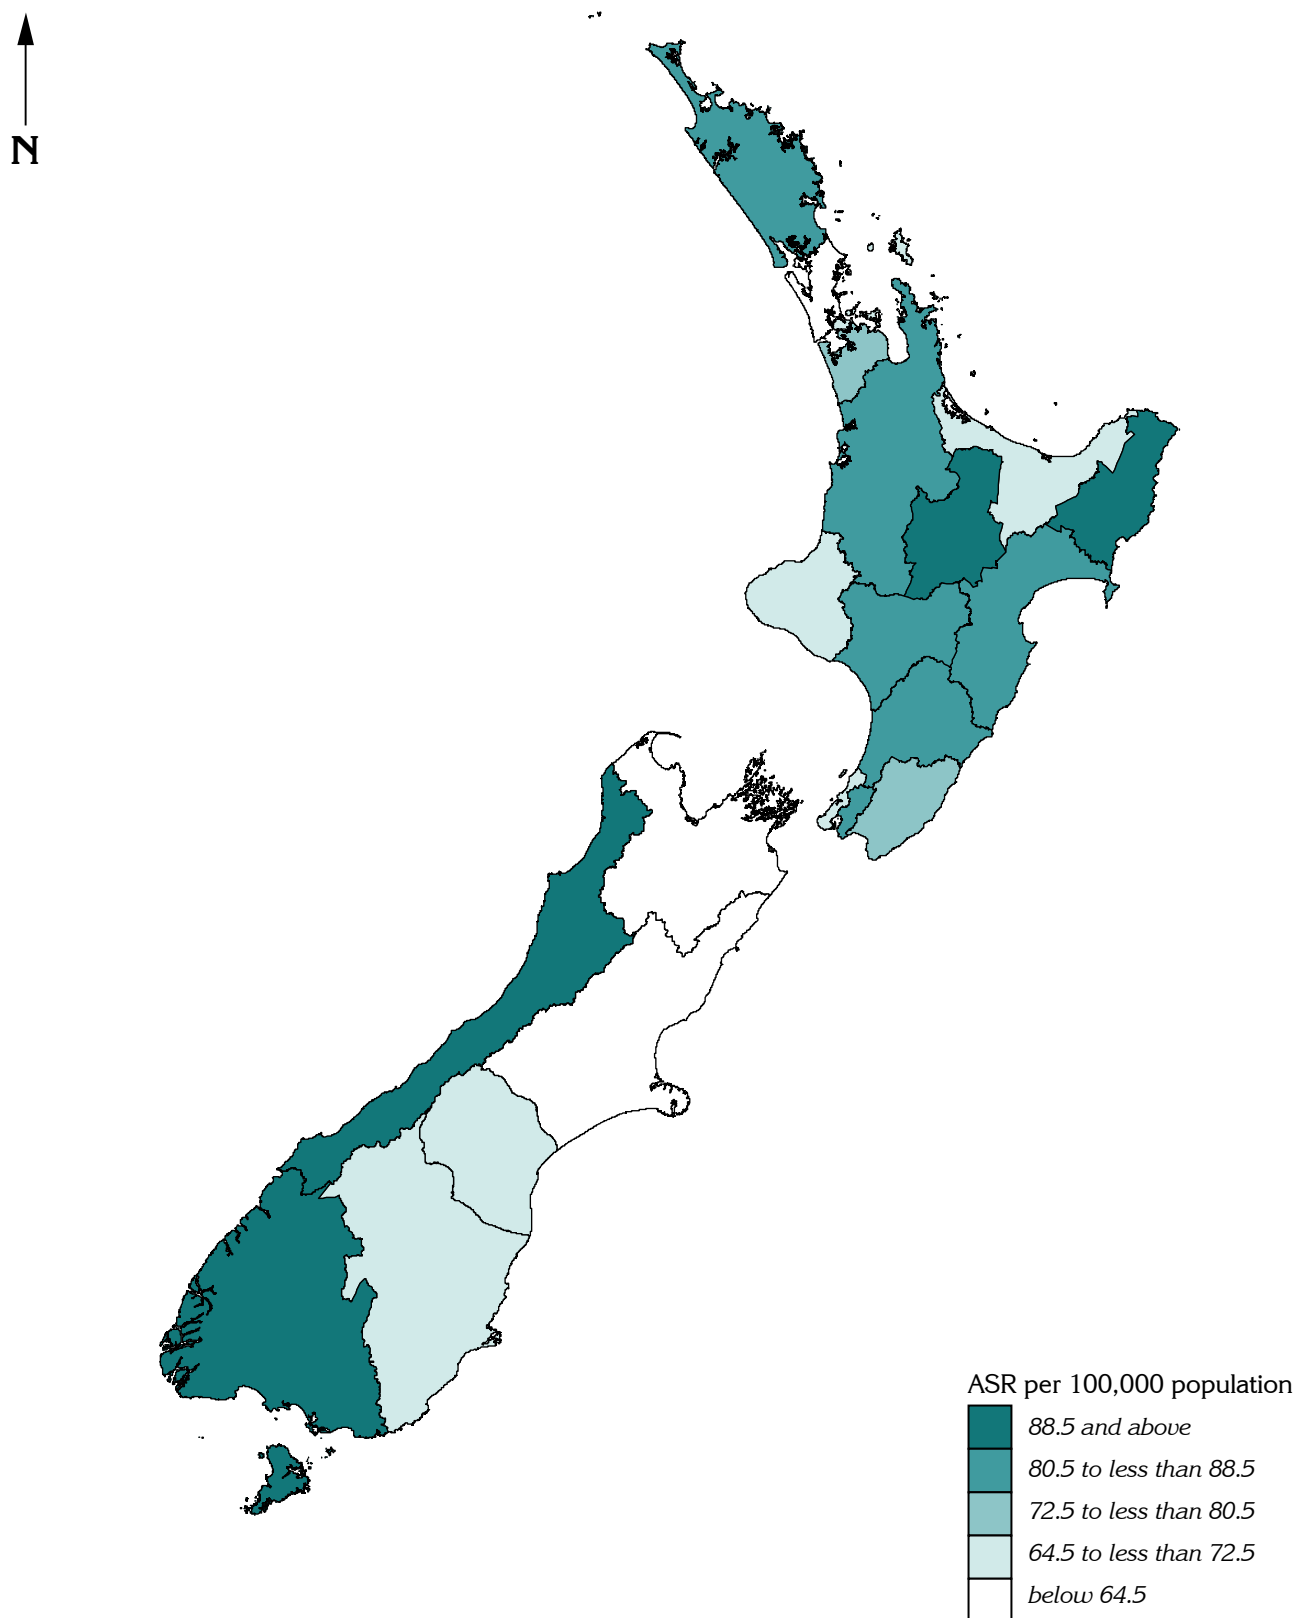 N
ASR per 100,000 population
88.5 and above
80.5 to less than 88.5
72.5 to less than 80.5
64.5 to less than 72.5
below 64.5